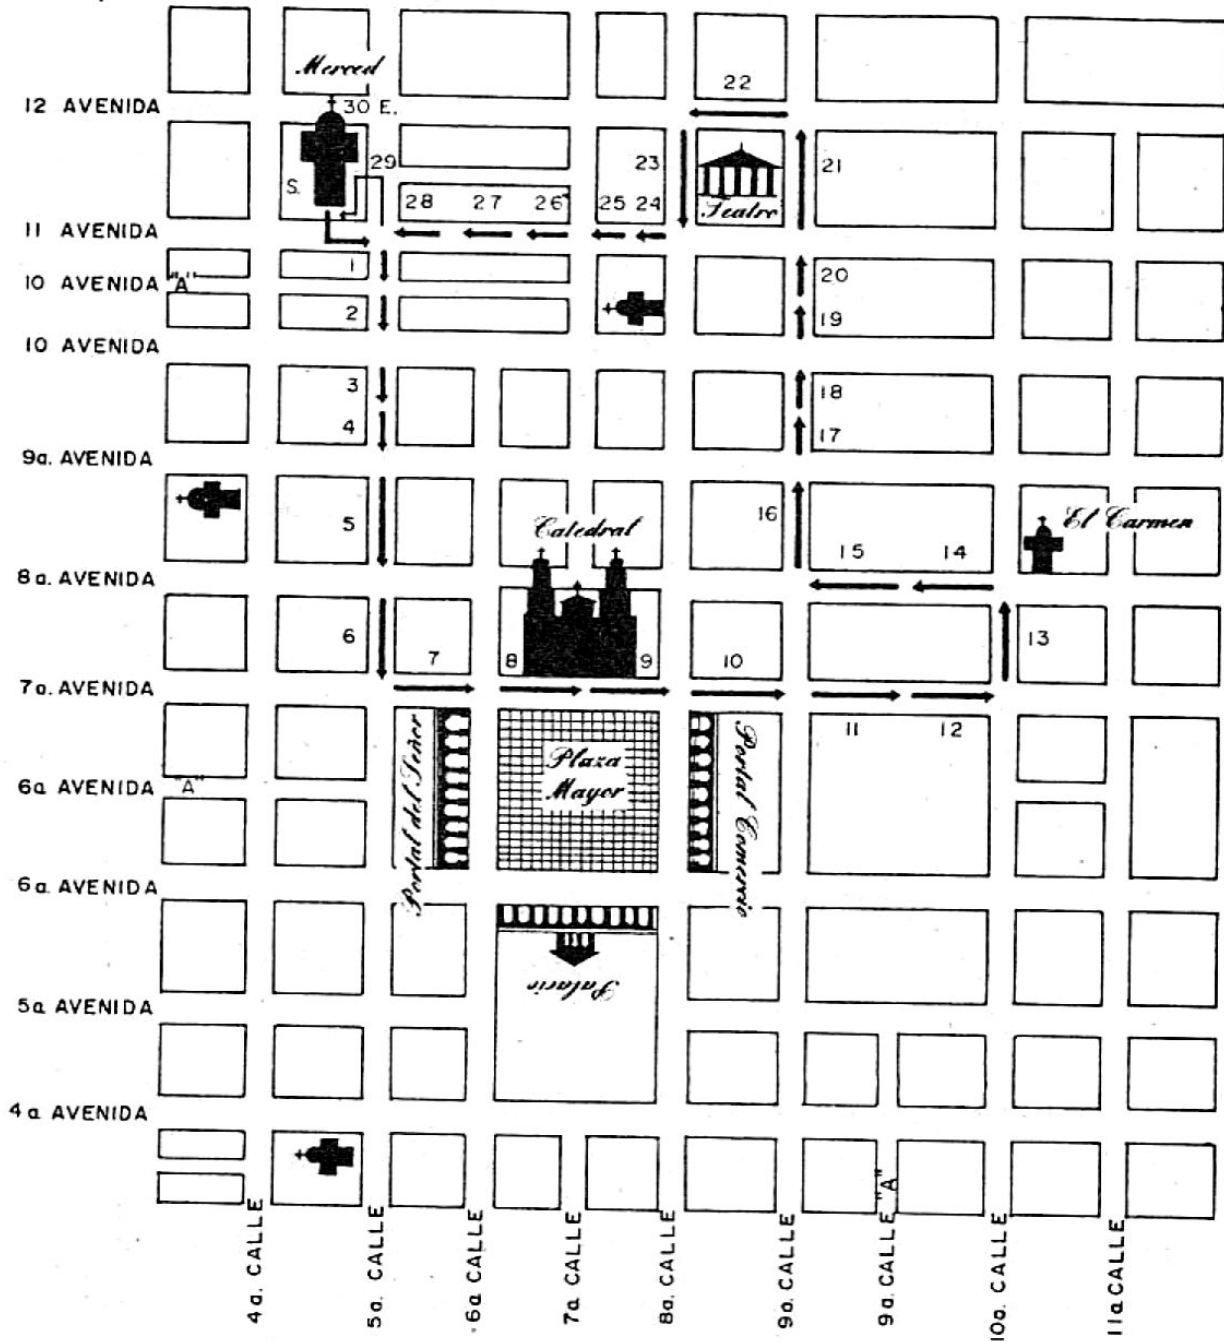 Merced
22
12 AVENIDA
30 E.
29
S.
23
21
28 27 26 25 24
Teatro
11 AVENIDA
1
20
"A"
10 AVENIDA
2
19
10 AVENIDA
3
18
4
17
9a. AVENIDA
5
16
Catedral
El Carmen
15 14
8a. AVENIDA
6
7
8
9
10
13
7a. AVENIDA
11 12
Portal del Señor
Plaza
Mayor
Portal Comercio
6a AVENIDA
"A"
6a. AVENIDA
Palacio
5a AVENIDA
4a AVENIDA
"A"
4a. CALLE
5a. CALLE
6a. CALLE
7a. CALLE
8a. CALLE
9a. CALLE
9a. CALLE
10a. CALLE
11a CALLE